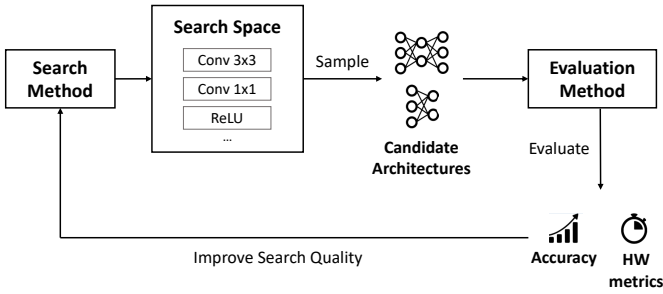 Search Space
Search
Method
Conv 3x3
Conv 1x1
ReLU
...
Sample
Candidate
Architectures
Evaluation
Method
Evaluate
Accuracy
HW
metrics
Improve Search Quality